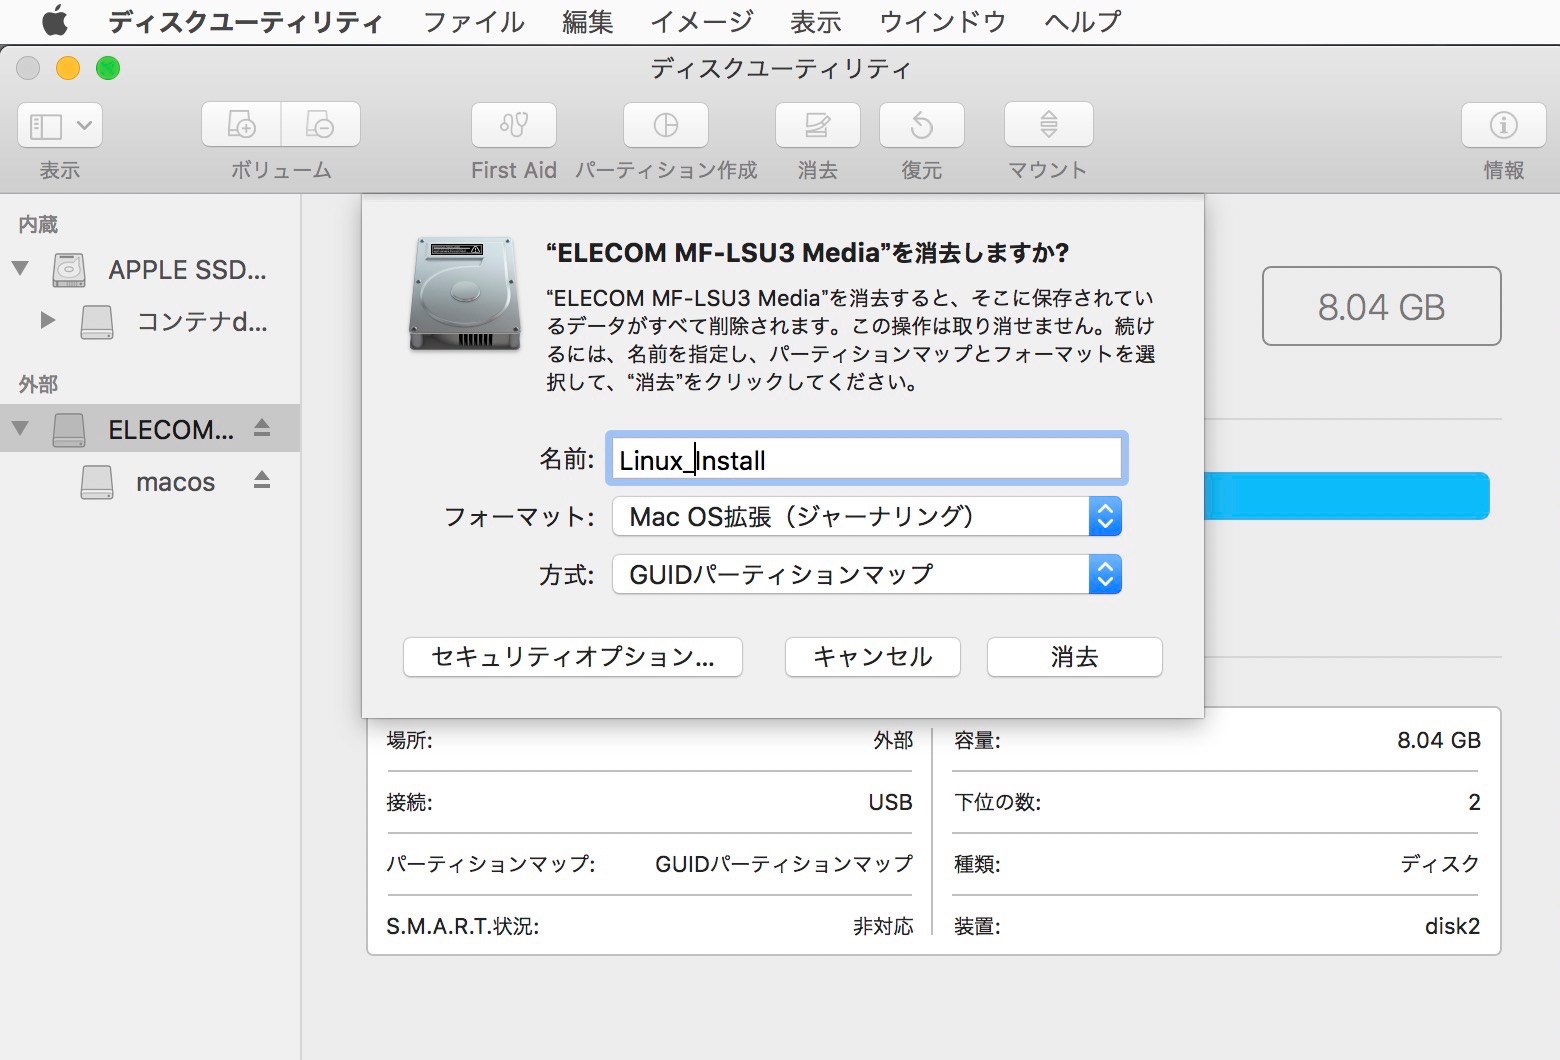 ディスクユーティリティ ファイル 編集 イメージ 表示 ウインドウ ヘルプ
ディスクユーティリティ
表示 ボリューム First Aid パーティション作成 消去 復元 マウント 情報
内蔵
APPLE SSD...
コンテナd...
外部
ELECOM...
macos
“ELECOM MF-LSU3 Media”を消去しますか?
“ELECOM MF-LSU3 Media”を消去すると、そこに保存されてい
るデータがすべて削除されます。この操作は取り消せません。続け
るには、名前を指定し、パーティションマップとフォーマットを選
択して、“消去”をクリックしてください。
名前: Linux_Install
フォーマット: Mac OS拡張（ジャーナリング）
方式: GUIDパーティションマップ
セキュリティオプション... キャンセル 消去
8.04 GB
場所: 外部 容量: 8.04 GB
接続: USB 下位の数: 2
パーティションマップ: GUIDパーティションマップ 種類: ディスク
S.M.A.R.T.状況: 非対応 装置: disk2